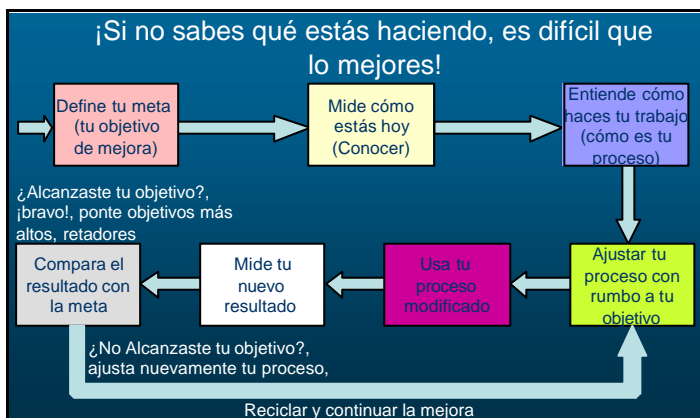 ¡Si no sabes qué estás haciendo, es difícil que
lo mejores!
Define tu meta
(tu objetivo
de mejora)
Mide cómo
estás hoy
(Conocer)
Entiende cómo
haces tu trabajo
(cómo es tu
proceso)
¿Alcanzaste tu objetivo?,
¡bravo!, ponte objetivos más
altos, retadores
Compara el
resultado con
la meta
Mide tu
nuevo
resultado
Usa tu
proceso
modificado
Ajustar tu
proceso con
rumbo a tu
objetivo
¿No Alcanzaste tu objetivo?,
ajusta nuevamente tu proceso,
Reciclar y continuar la mejora